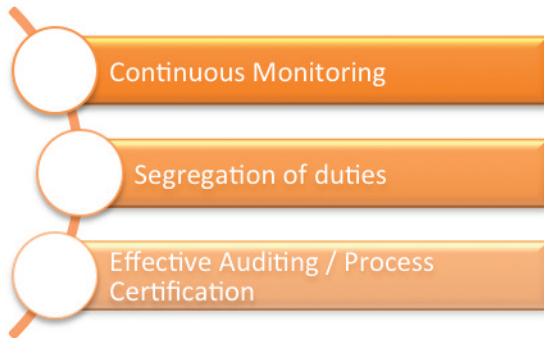 Continuous Monitoring
Segregation of duties
Effective Auditing / Process
Certification